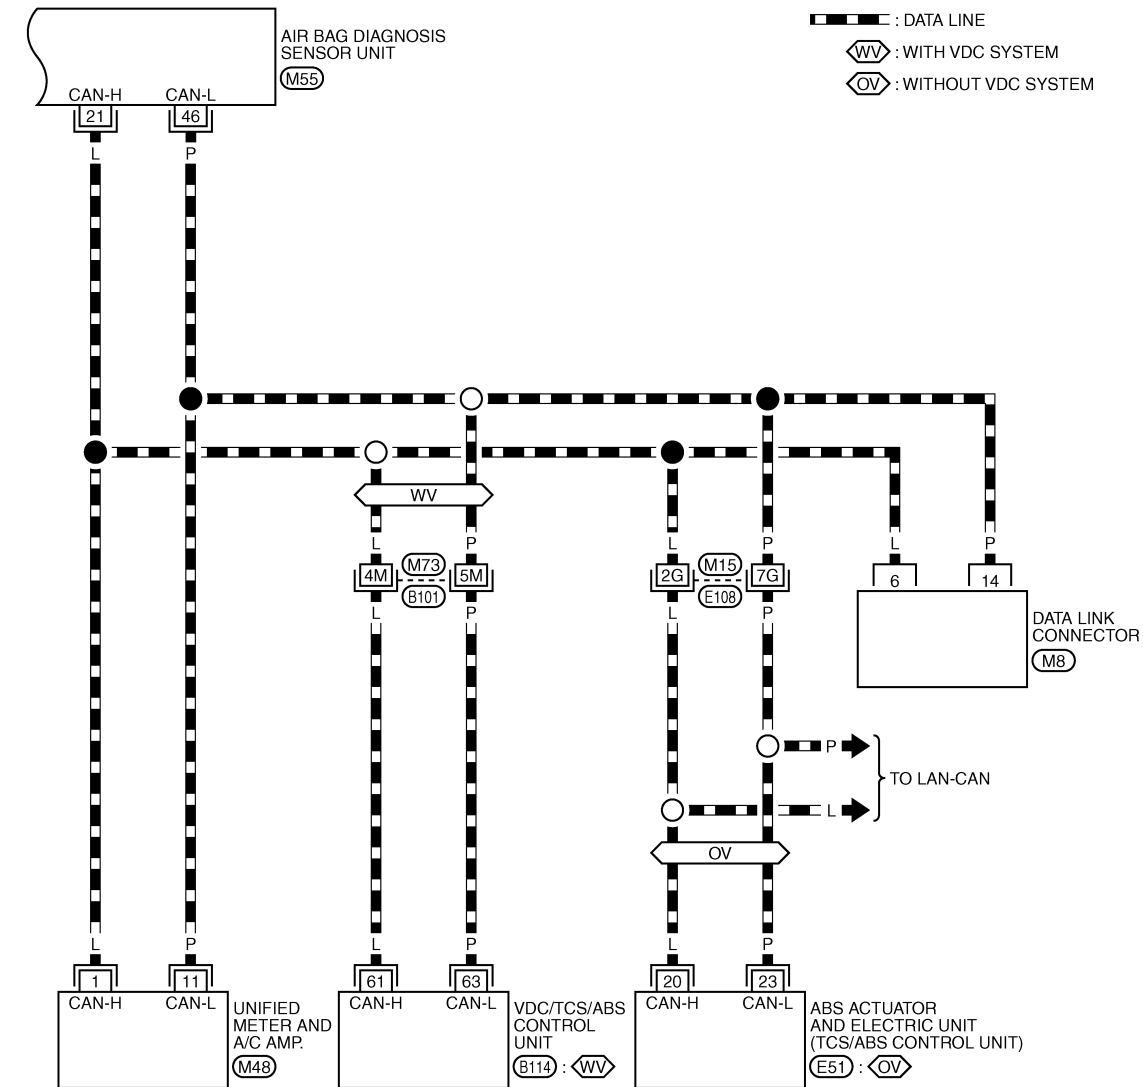 AIR BAG DIAGNOSIS
SENSOR UNIT
M55
: DATA LINE
WV : WITH VDC SYSTEM
OV : WITHOUT VDC SYSTEM
CAN-H CAN-L
21 46
L P
WV
L P L P L P
4M M73 5M 2G M15 7G 6 14
B101 E108
L P L P
DATA LINK
CONNECTOR
M8
P
TO LAN-CAN
L
OV
L P L P L P
1 11 61 63 20 23
CAN-H CAN-L CAN-H CAN-L CAN-H CAN-L
UNIFIED
METER AND
A/C AMP.
M48
VDC/TCS/ABS
CONTROL
UNIT
B114 : WV
ABS ACTUATOR
AND ELECTRIC UNIT
(TCS/ABS CONTROL UNIT)
E51 : OV